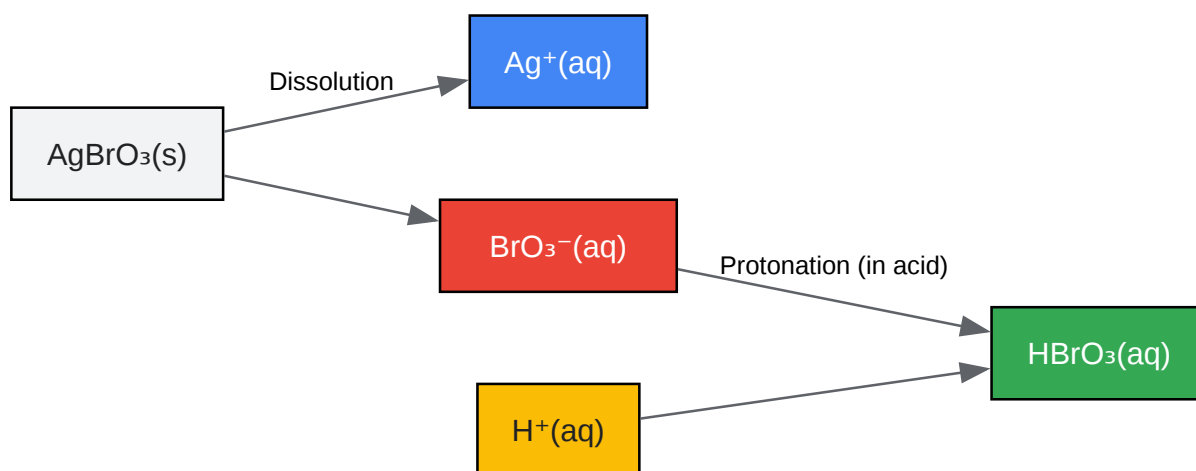 Ag⁺(aq)
Dissolution
AgBrO₃(s)
BrO₃⁻(aq)
Protonation (in acid)
HBrO₃(aq)
H⁺(aq)